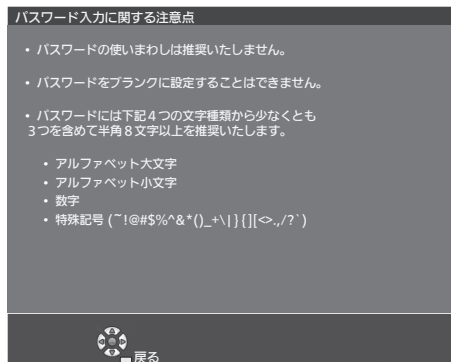 パスワード入力に関する注意点
• パスワードの使いまわしは推奨いたしません。
• パスワードをブランクに設定することはできません。
• パスワードには下記４つの文字種類から少なくとも
３つを含めて半角８文字以上を推奨いたします。
• アルファベット大文字
• アルファベット小文字
• 数字
• 特殊記号 (~!@#$%^&*()_+\|}{][<>.,/?`)
戻る